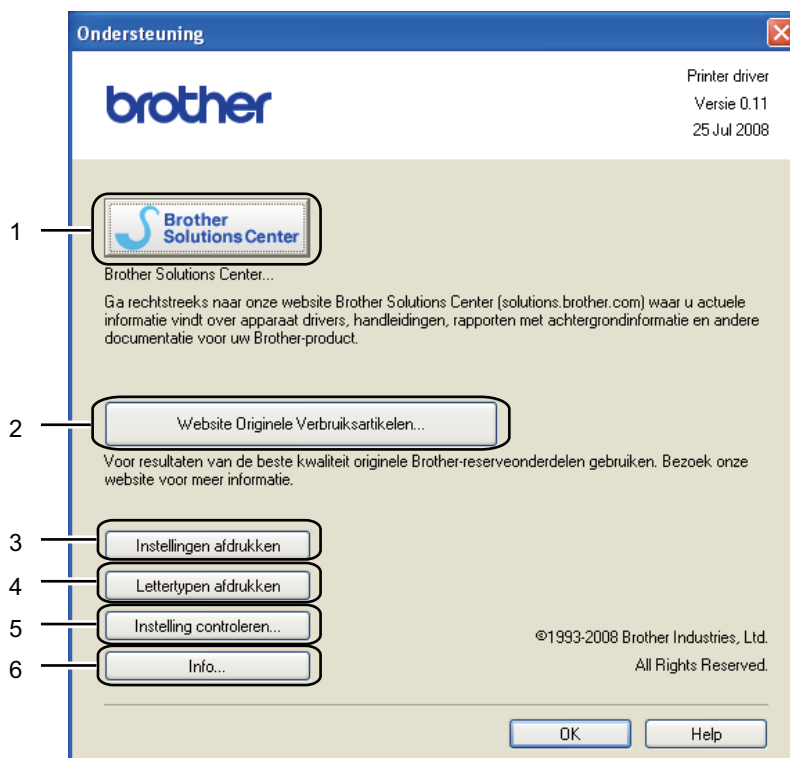 Ondersteuning
brother
Printer driver
Versie 0.11
25 Jul 2008
1
Brother
Solutions Center
Brother Solutions Center...
Ga rechtstreeks naar onze website Brother Solutions Center (solutions.brother.com) waar u actuele
informatie vindt over apparaat drivers, handleidingen, rapporten met achtergrondinformatie en andere
documentatie voor uw Brother-product.
2
Website Originele Verbruiksartikelen...
Voor resultaten van de beste kwaliteit originele Brother-reserveonderdelen gebruiken. Bezoek onze
website voor meer informatie.
3
Instellingen afdrukken
4
Lettertypen afdrukken
5
Instelling controleren...
6
Info...
©1993-2008 Brother Industries, Ltd.
All Rights Reserved.
OK
Help